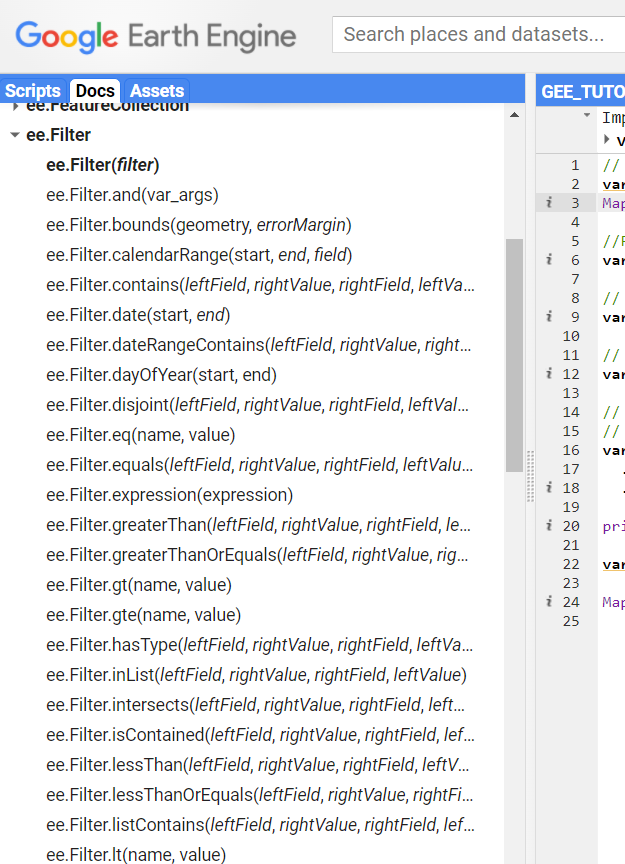 Google Earth Engine
Search places and datasets...
Scripts Docs Assets
GEE_TUTO
ee.FeatureCollection
ee.Filter
ee.Filter(filter)
ee.Filter.and(var_args)
ee.Filter.bounds(geometry, errorMargin)
ee.Filter.calendarRange(start, end, field)
ee.Filter.contains(leftField, rightValue, rightField, leftVa...
ee.Filter.date(start, end)
ee.Filter.dateRangeContains(leftField, rightValue, right...
ee.Filter.dayOfYear(start, end)
ee.Filter.disjoint(leftField, rightValue, rightField, leftVal...
ee.Filter.eq(name, value)
ee.Filter.equals(leftField, rightValue, rightField, leftValu...
ee.Filter.expression(expression)
ee.Filter.greaterThan(leftField, rightValue, rightField, le...
ee.Filter.greaterThanOrEquals(leftField, rightValue, rig...
ee.Filter.gt(name, value)
ee.Filter.gte(name, value)
ee.Filter.hasType(leftField, rightValue, rightField, leftVa...
ee.Filter.inList(leftField, rightValue, rightField, leftValue)
ee.Filter.intersects(leftField, rightValue, rightField, left...
ee.Filter.isContained(leftField, rightValue, rightField, lef...
ee.Filter.lessThan(leftField, rightValue, rightField, leftV...
ee.Filter.lessThanOrEquals(leftField, rightValue, rightFi...
ee.Filter.listContains(leftField, rightValue, rightField, lef...
ee.Filter.lt(name, value)
Imp
v
1 //
2 var
i 3 Map
4
5 //F
i 6 var
7
8 //
i 9 var
10
11 //
i 12 var
13
14 //
15 //
16 var
17 .
i 18 .
19
i 20 pri
21
22 var
23
i 24 Map
25